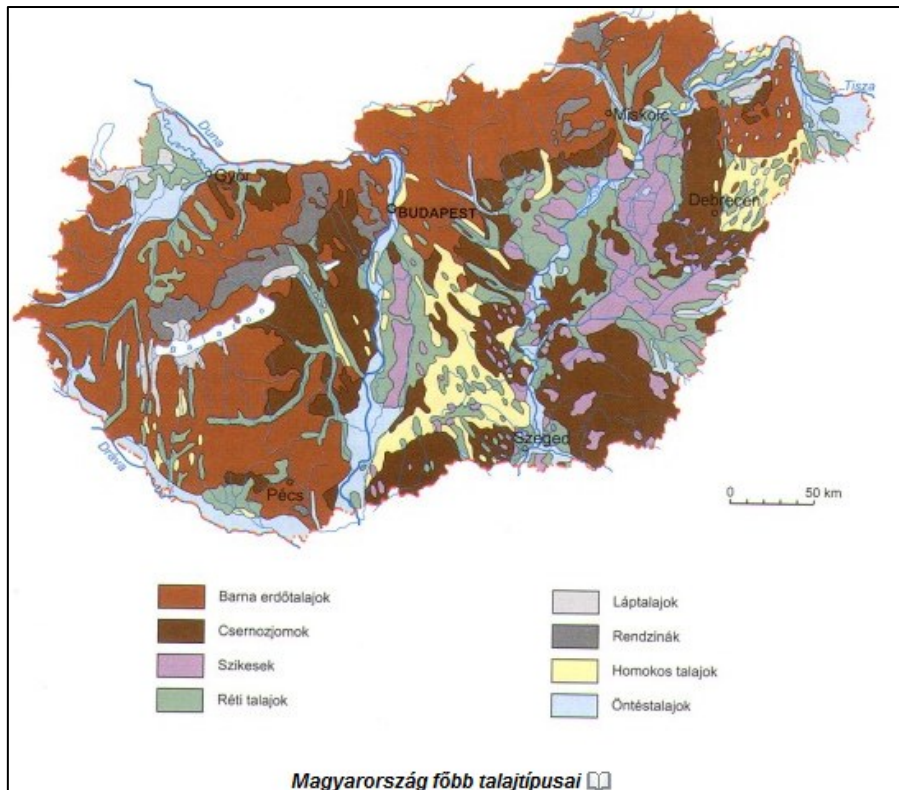 Duna
Tisza
Miskolc
Győr
BUDAPEST
Debrecen
Balaton
Szeged
Dráva
Pécs
0 50 km
Barna erdőtalajok
Csernozjomok
Szikesek
Réti talajok
Láptalajok
Rendzinák
Homokos talajok
Öntéstalajok
Magyarország főbb talajtípusai